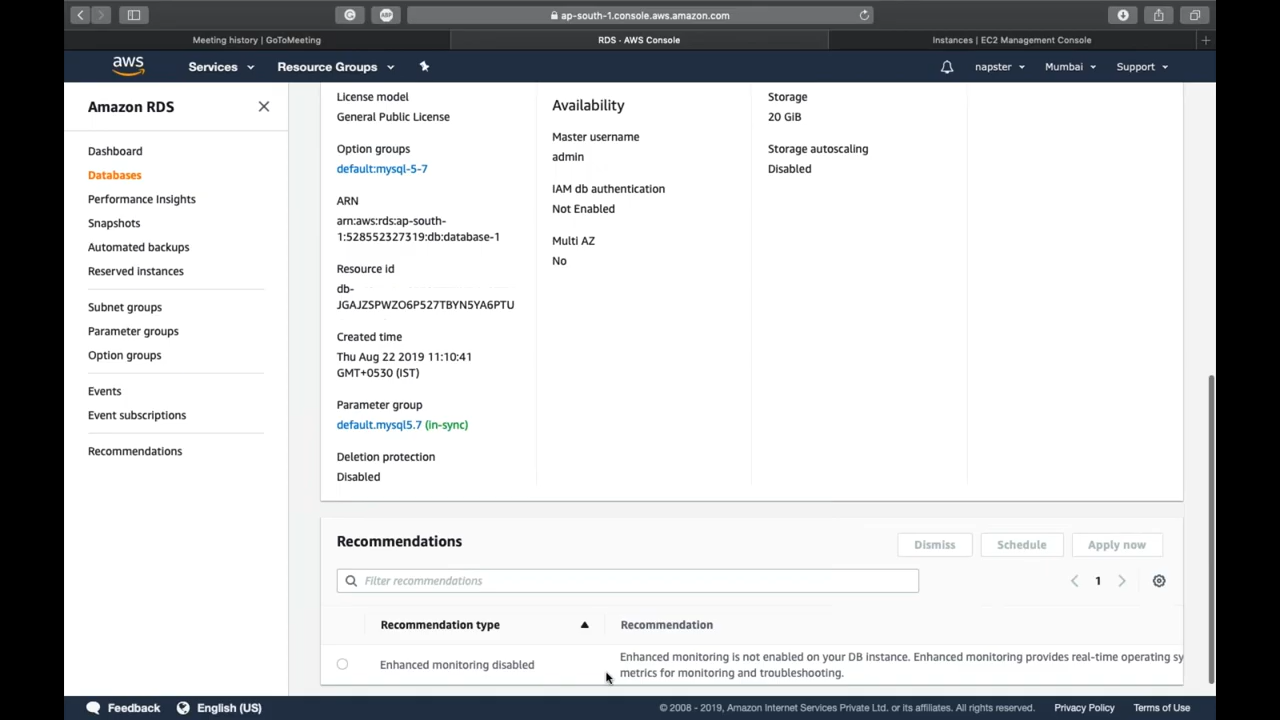 ap-south-1.console.aws.amazon.com
Meeting history | GoToMeeting
RDS · AWS Console
Instances | EC2 Management Console
aws
Services
Resource Groups
napster
Mumbai
Support
Amazon RDS
Dashboard
Databases
Performance Insights
Snapshots
Automated backups
Reserved instances
Subnet groups
Parameter groups
Option groups
Events
Event subscriptions
Recommendations
License model
General Public License
Option groups
default:mysql-5-7
ARN
arn:aws:rds:ap-south-
1:528552327319:db:database-1
Resource id
db-
JGAJZSPWZO6P527TBYN5YA6PTU
Created time
Thu Aug 22 2019 11:10:41
GMT+0530 (IST)
Parameter group
default.mysql5.7 (in-sync)
Deletion protection
Disabled
Availability
Master username
admin
IAM db authentication
Not Enabled
Multi AZ
No
Storage
20 GiB
Storage autoscaling
Disabled
Recommendations
Dismiss
Schedule
Apply now
Filter recommendations
1
Recommendation type
Recommendation
Enhanced monitoring disabled
Enhanced monitoring is not enabled on your DB instance. Enhanced monitoring provides real-time operating sy
metrics for monitoring and troubleshooting.
Feedback
English (US)
© 2008 - 2019, Amazon Internet Services Private Ltd. or its affiliates. All rights reserved.
Privacy Policy
Terms of Use